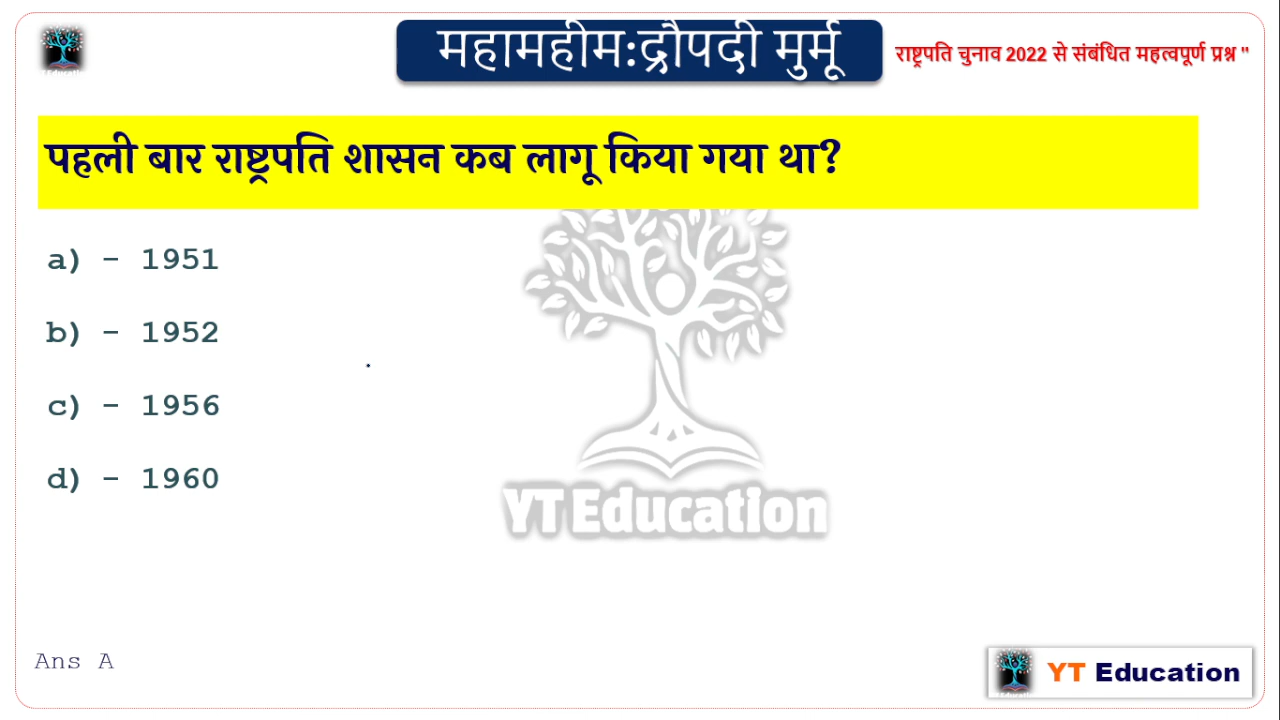 महामहीम:द्रौपदी मुर्मू
राष्ट्रपति चुनाव 2022 से संबंधित महत्वपूर्ण प्रश्न "
पहली बार राष्ट्रपति शासन कब लागू किया गया था?
a) - 1951
b) - 1952
c) - 1956
d) - 1960
YT Education
Ans A
YT Education